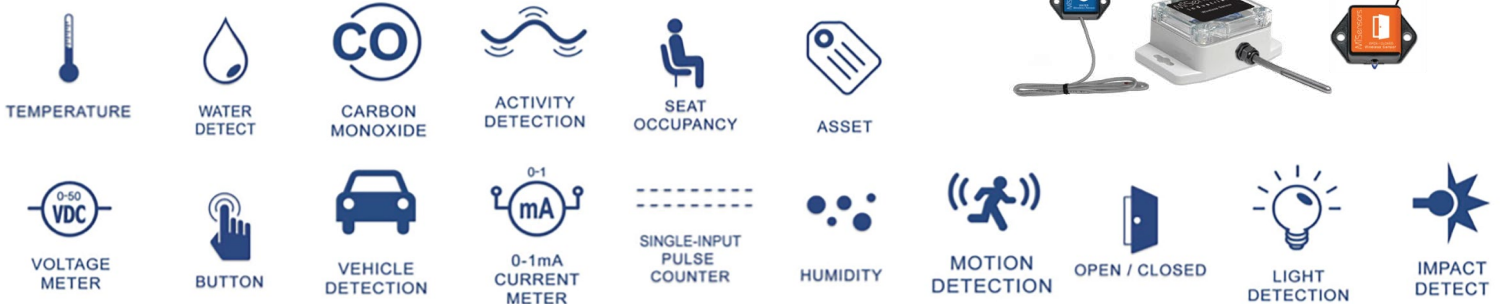 TEMPERATURE
WATER
DETECT
CO
CARBON
MONOXIDE
ACTIVITY
DETECTION
SEAT
OCCUPANCY
ASSET
0-50
VDC
VOLTAGE
METER
BUTTON
VEHICLE
DETECTION
0-1
mA
0-1mA
CURRENT
METER
SINGLE-INPUT
PULSE
COUNTER
HUMIDITY
MOTION
DETECTION
OPEN / CLOSED
LIGHT
DETECTION
IMPACT
DETECT